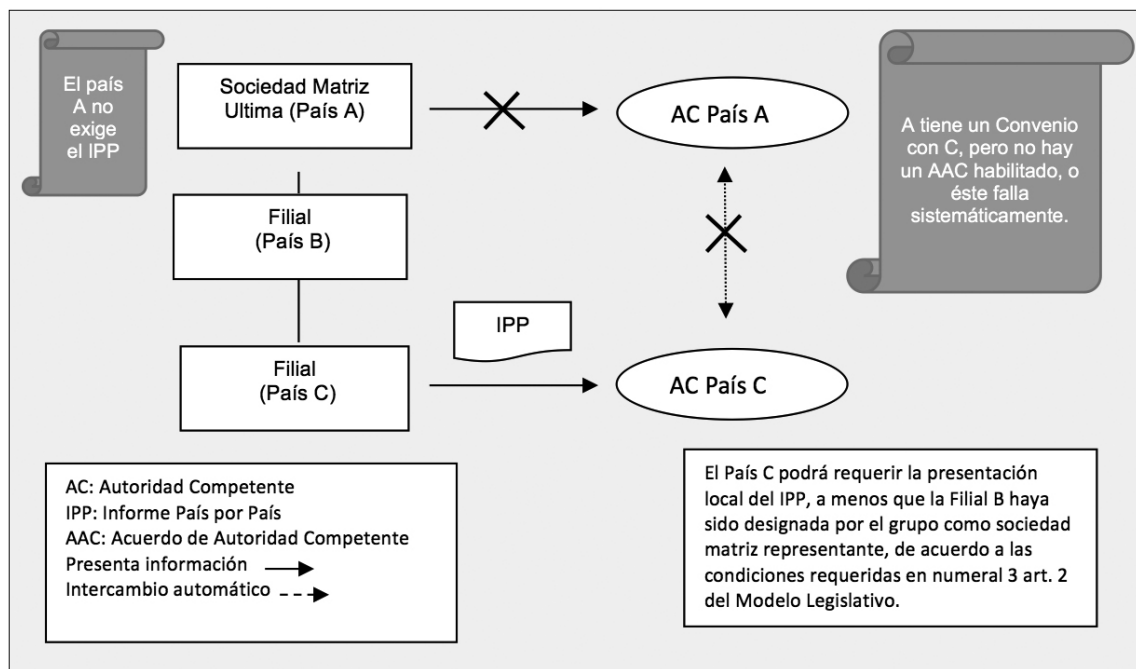 El país
A no
exige
el IPP
Sociedad Matriz
Ultima (País A)
AC País A
A tiene un Convenio
con C, pero no hay
un AAC habilitado, o
éste falla
sistemáticamente.
Filial
(País B)
IPP
Filial
(País C)
AC País C
AC: Autoridad Competente
IPP: Informe País por País
AAC: Acuerdo de Autoridad Competente
Presenta información
Intercambio automático
El País C podrá requerir la presentación
local del IPP, a menos que la Filial B haya
sido designada por el grupo como sociedad
matriz representante, de acuerdo a las
condiciones requeridas en numeral 3 art. 2
del Modelo Legislativo.